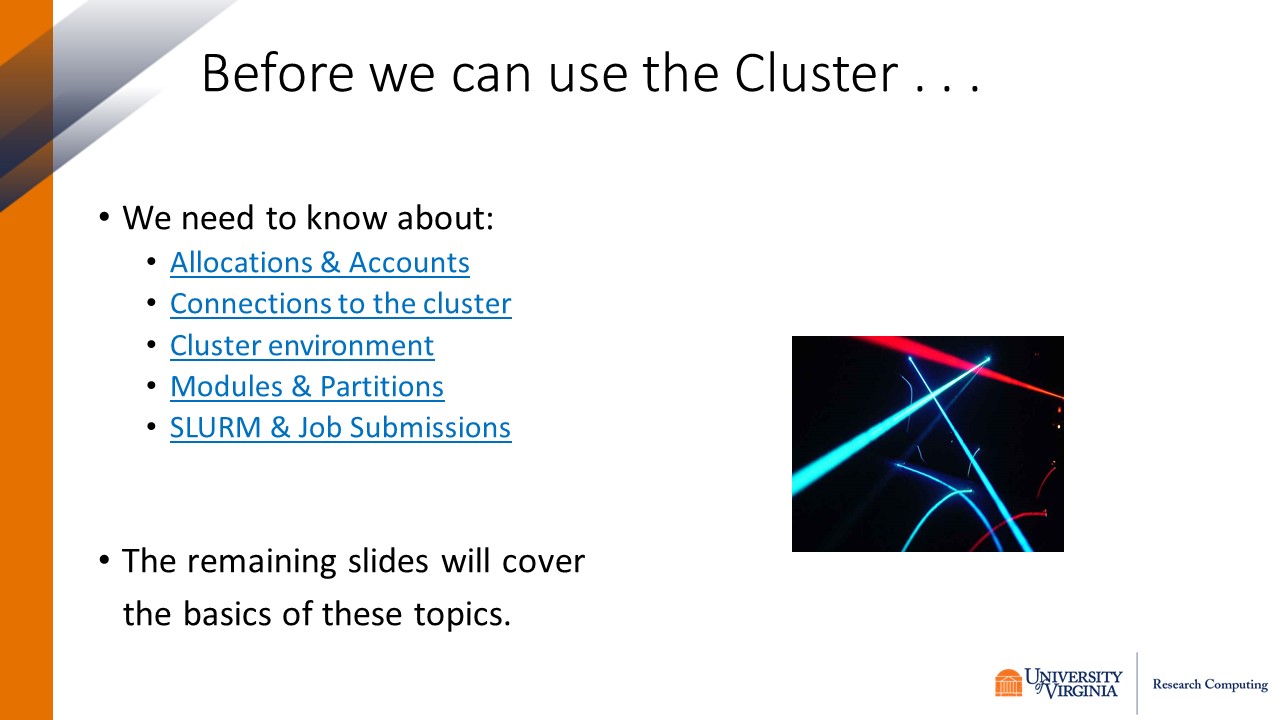 Before we can use the Cluster . . .
• We need to know about:
• Allocations & Accounts
• Connections to the cluster
• Cluster environment
• Modules & Partitions
• SLURM & Job Submissions
• The remaining slides will cover
the basics of these topics.
UNIVERSITY
of VIRGINIA
Research Computing